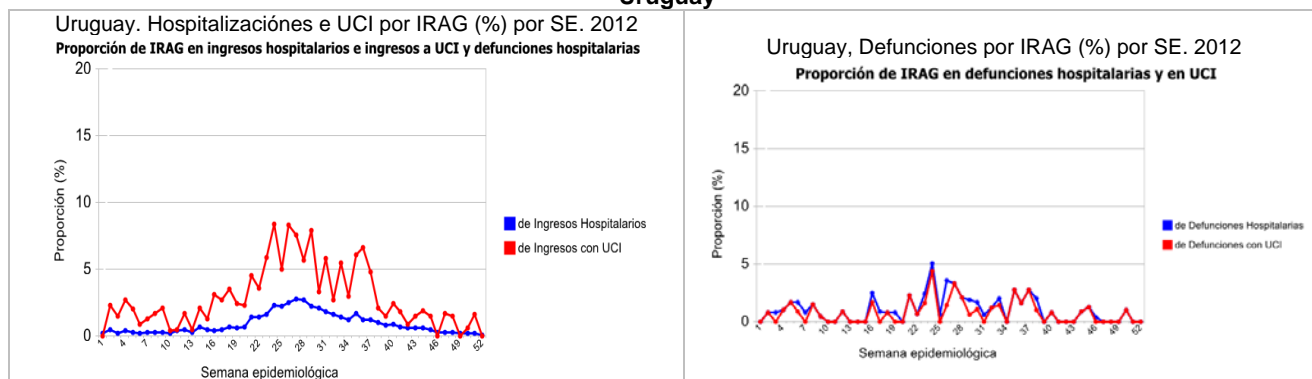 Uruguay
Uruguay. Hospitalizaciónes e UCI por IRAG (%) por SE. 2012
Proporción de IRAG en ingresos hospitalarios e ingresos a UCI y defunciones hospitalarias
20
15
10
5
0
Proporción (%)
1 4 7 10 13 16 19 22 25 28 31 34 37 40 43 46 49 52
Semana epidemiológica
de Ingresos Hospitalarios
de Ingresos con UCI
Uruguay, Defunciones por IRAG (%) por SE. 2012
Proporción de IRAG en defunciones hospitalarias y en UCI
20
15
10
5
0
Proporción (%)
1 4 7 10 13 16 19 22 25 28 31 34 37 40 43 46 49 52
Semana epidemiológica
de Defunciones Hospitalarias
de Defunciones con UCI